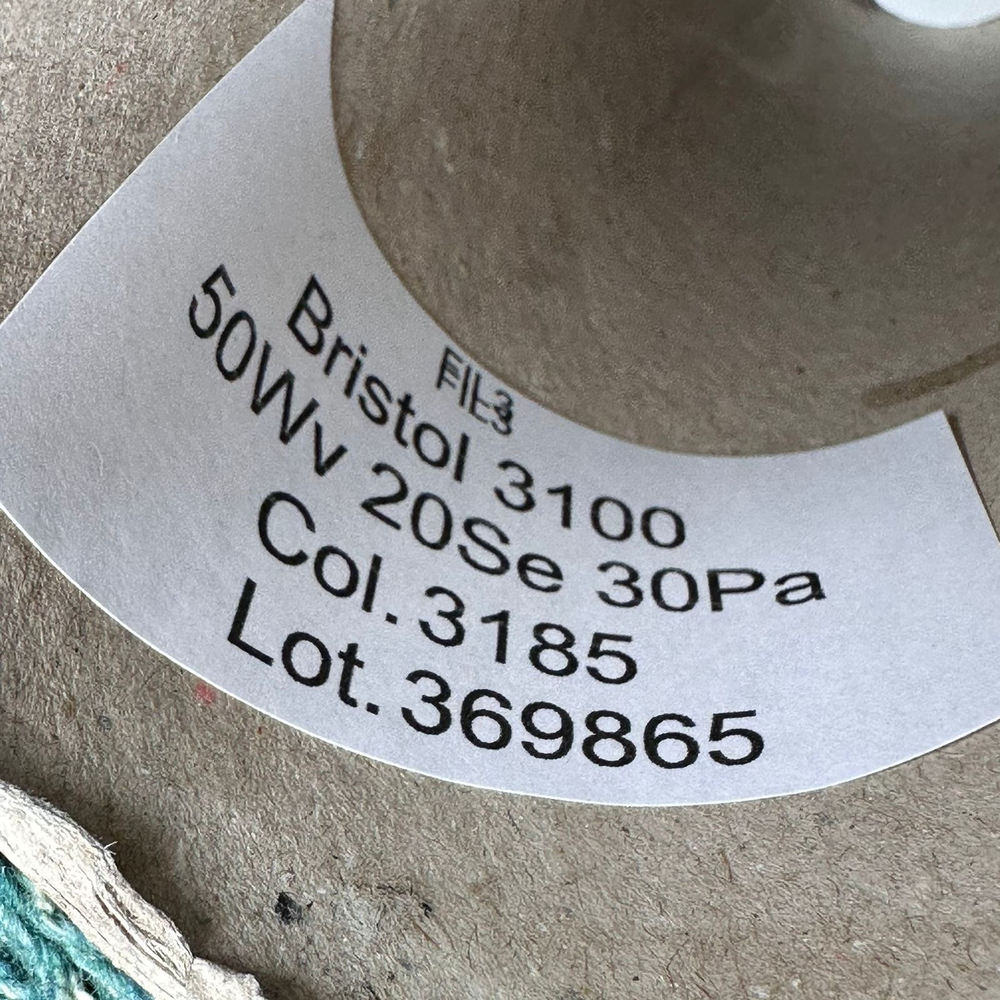 FIL3
Bristol 3100
50Wv 20Se 30Pa
Col.3185
Lot.369865